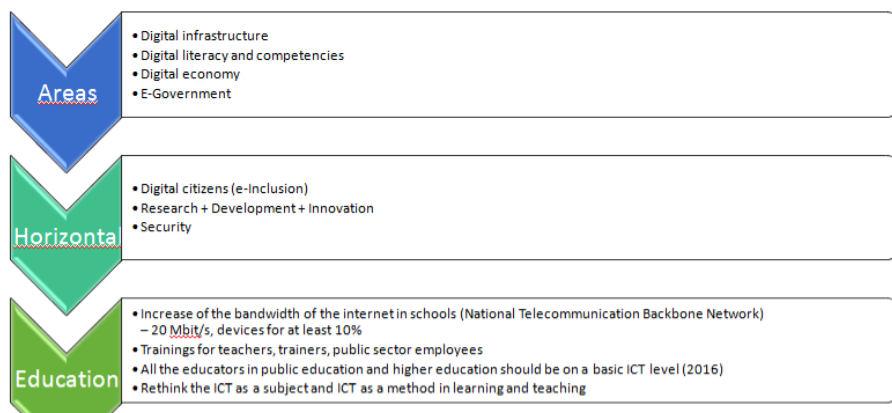 Areas
• Digital infrastructure
• Digital literacy and competencies
• Digital economy
• E-Government
Horizontal
• Digital citizens (e-Inclusion)
• Research + Development + Innovation
• Security
Education
• Increase of the bandwidth of the internet in schools (National Telecommunication Backbone Network)
– 20 Mbit/s, devices for at least 10%
• Trainings for teachers, trainers, public sector employees
• All the educators in public education and higher education should be on a basic ICT level (2016)
• Rethink the ICT as a subject and ICT as a method in learning and teaching